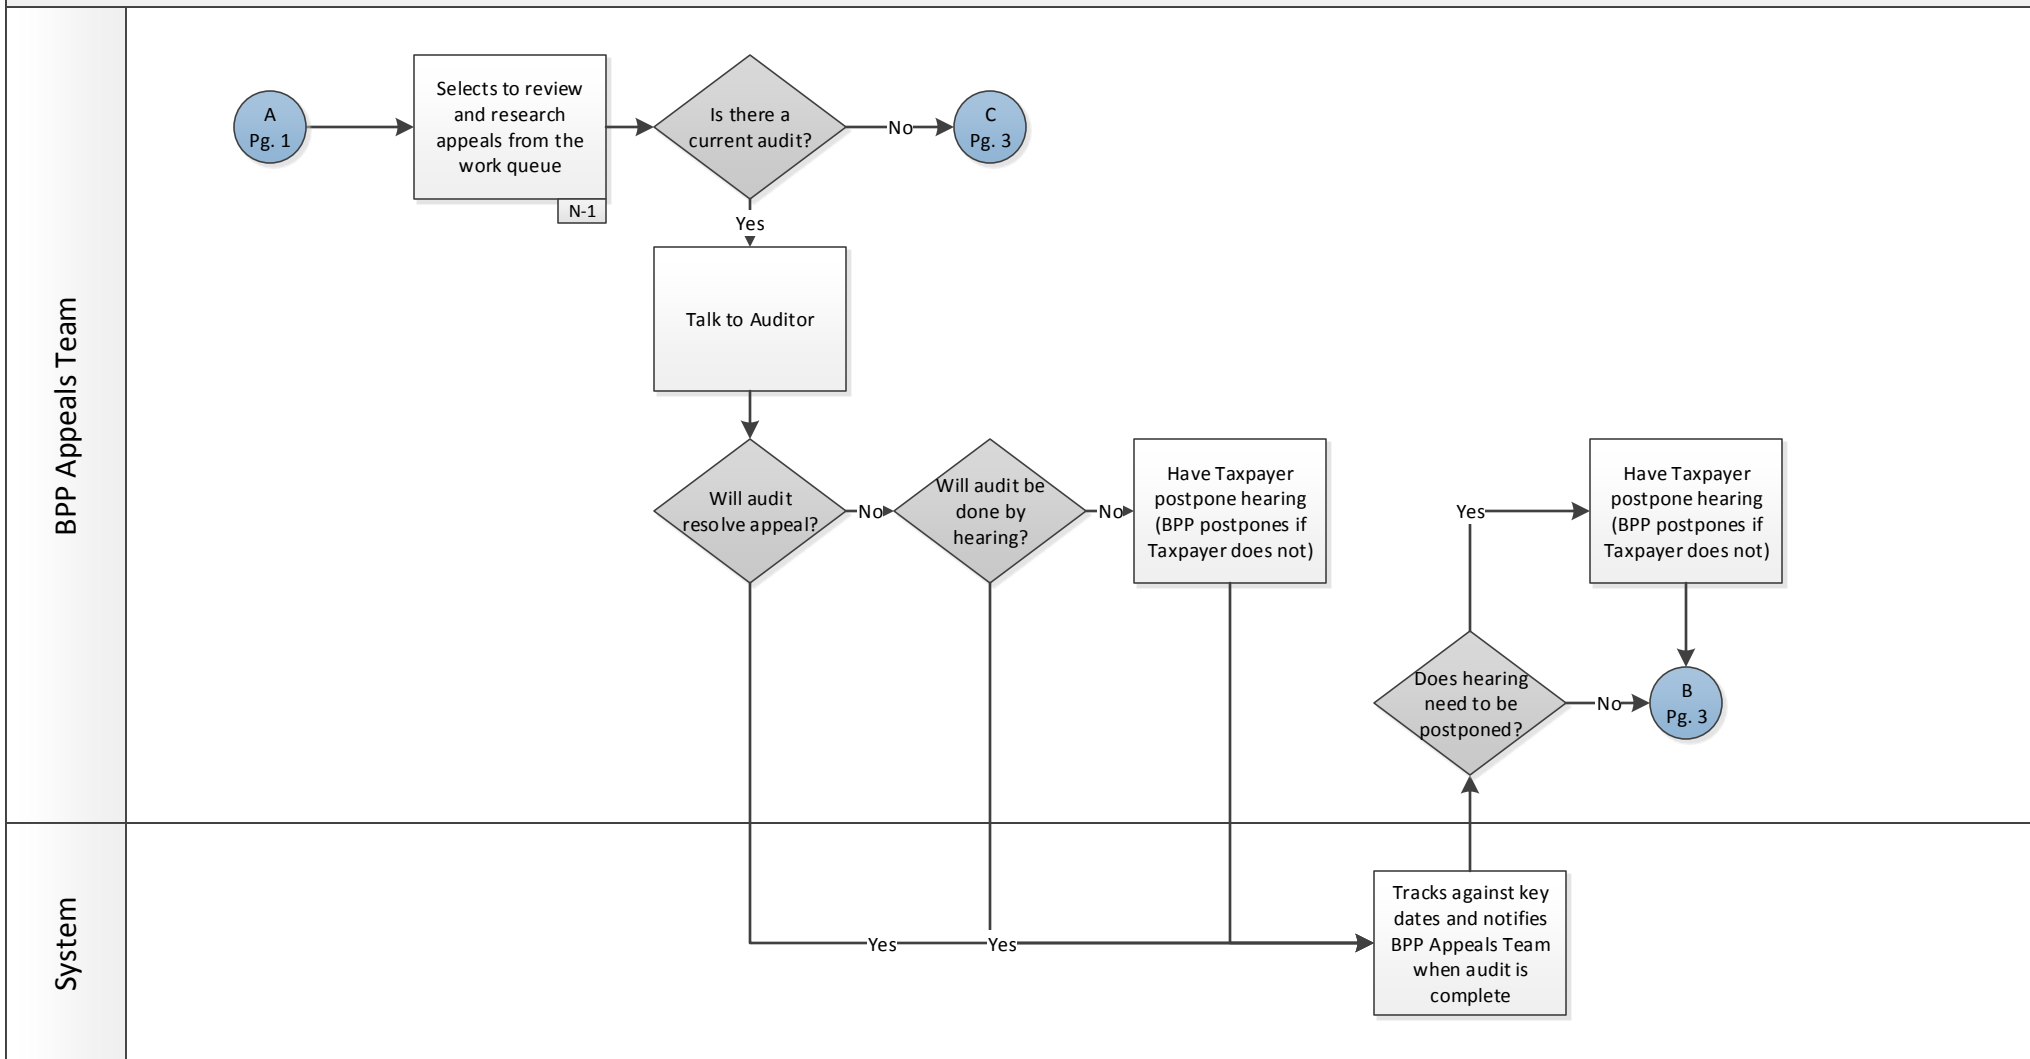 BPP Appeals Team
A
Pg. 1
Selects to review
and research
appeals from the
work queue
N-1
Is there a
current audit?
No
C
Pg. 3
Yes
Talk to Auditor
Will audit
resolve appeal?
No
Will audit be
done by
hearing?
No
Have Taxpayer
postpone hearing
(BPP postpones if
Taxpayer does not)
Yes
Have Taxpayer
postpone hearing
(BPP postpones if
Taxpayer does not)
Does hearing
need to be
postponed?
No
B
Pg. 3
System
Yes
Yes
Tracks against key
dates and notifies
BPP Appeals Team
when audit is
complete